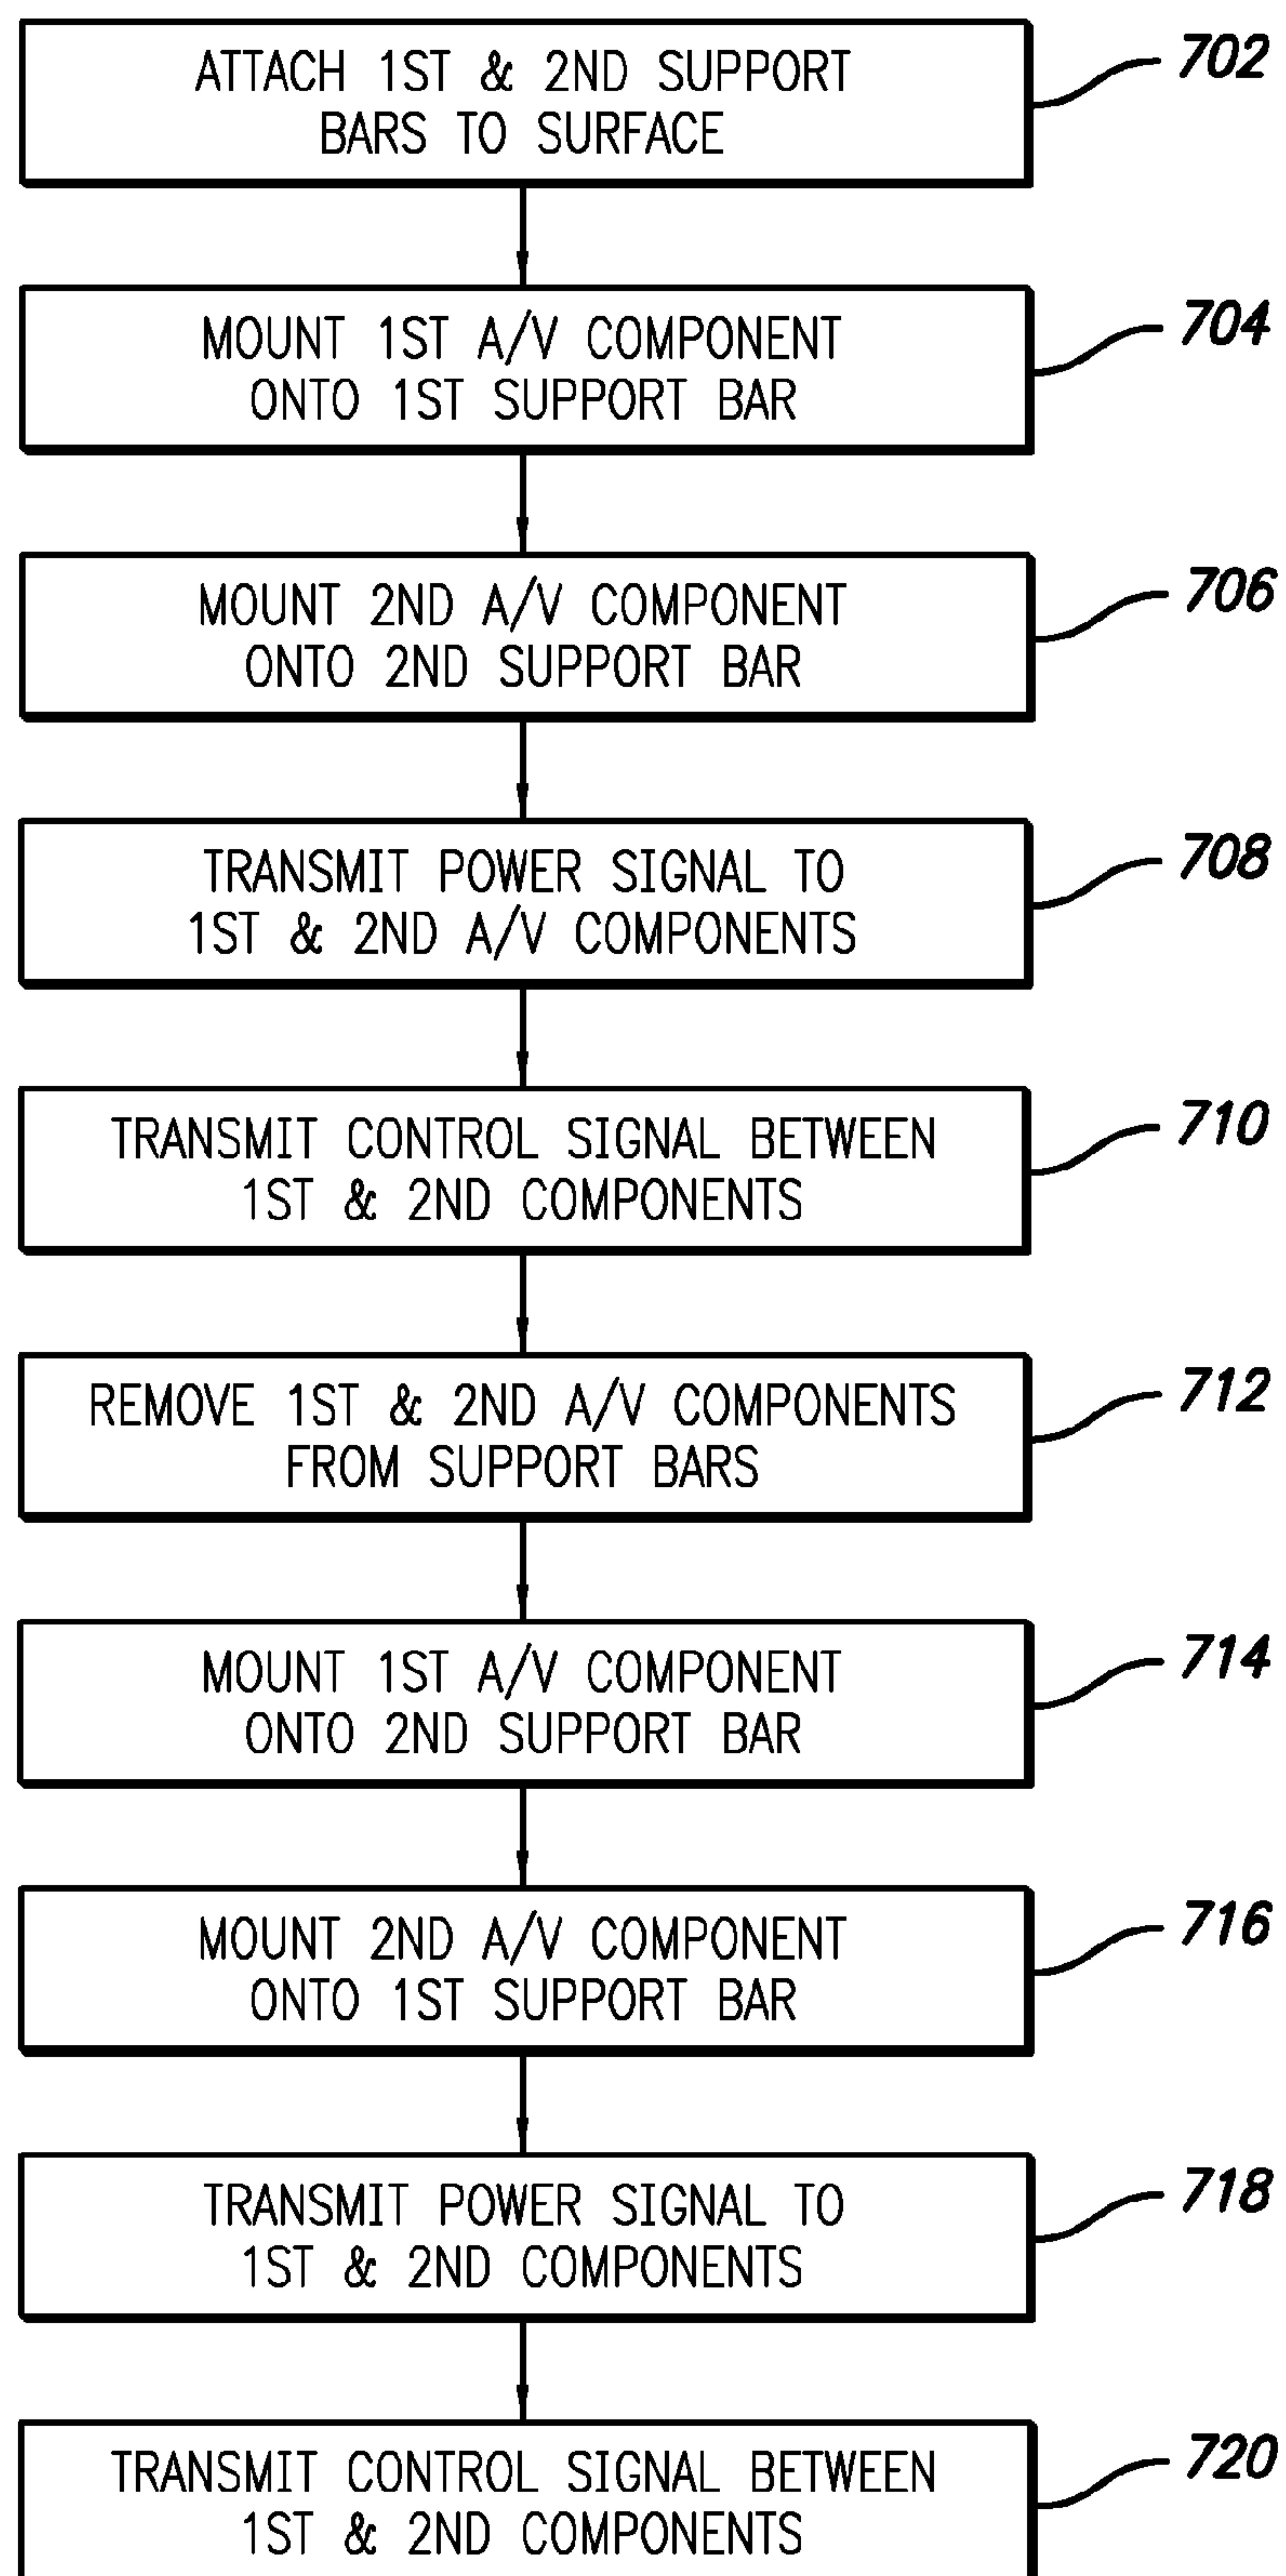 ATTACH 1ST & 2ND SUPPORT
BARS TO SURFACE
702
MOUNT 1ST A/V COMPONENT
ONTO 1ST SUPPORT BAR
704
MOUNT 2ND A/V COMPONENT
ONTO 2ND SUPPORT BAR
706
TRANSMIT POWER SIGNAL TO
1ST & 2ND A/V COMPONENTS
708
TRANSMIT CONTROL SIGNAL BETWEEN
1ST & 2ND COMPONENTS
710
REMOVE 1ST & 2ND A/V COMPONENTS
FROM SUPPORT BARS
712
MOUNT 1ST A/V COMPONENT
ONTO 2ND SUPPORT BAR
714
MOUNT 2ND A/V COMPONENT
ONTO 1ST SUPPORT BAR
716
TRANSMIT POWER SIGNAL TO
1ST & 2ND COMPONENTS
718
TRANSMIT CONTROL SIGNAL BETWEEN
1ST & 2ND COMPONENTS
720